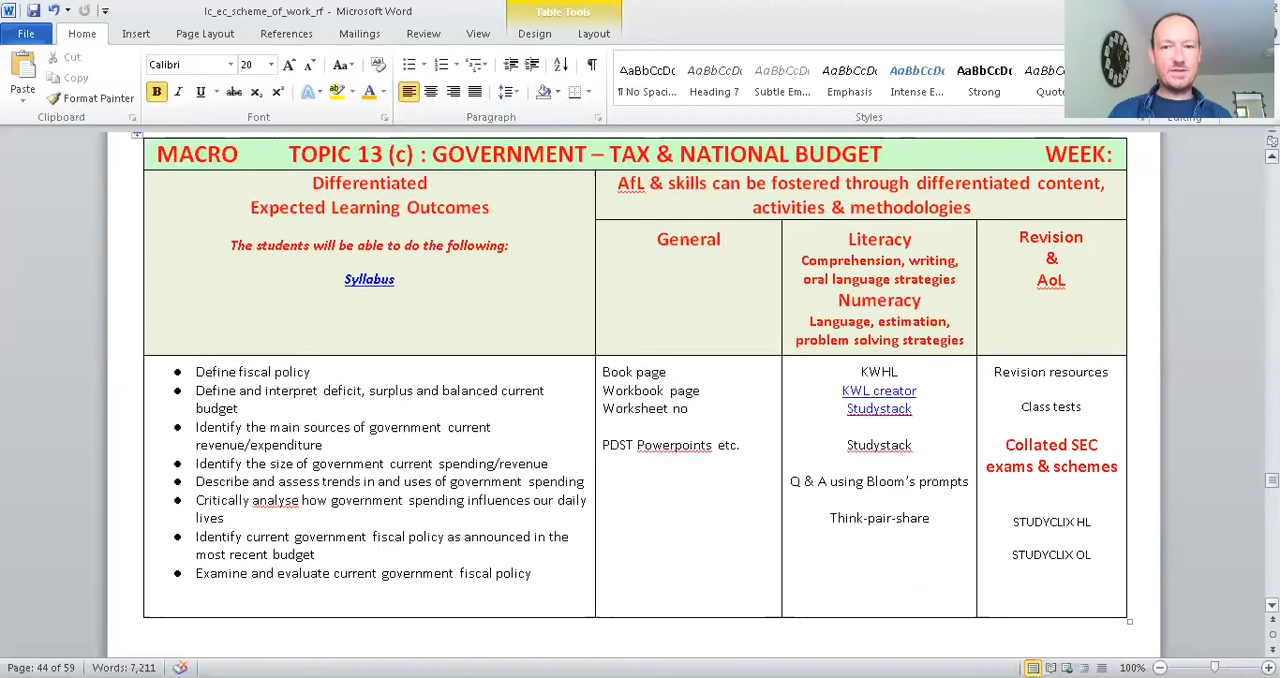 lc_ec_scheme_of_work_rf - Microsoft Word
Table Tools
File Home Insert Page Layout References Mailings Review View Design Layout
Paste
Cut
Copy
Format Painter
Clipboard
Calibri 20
Font
Paragraph
AaBbCcDc AaBbCcDc AaBbCcDc AaBbCcDc AaBbCcDc AaBbCcDc AaBbCcDc
¶ No Spaci... Heading 7 Subtle Em... Emphasis Intense E... Strong Quote
Styles
Editing
MACRO TOPIC 13 (c) : GOVERNMENT – TAX & NATIONAL BUDGET WEEK:
Differentiated
Expected Learning Outcomes
The students will be able to do the following:
Syllabus
AfL & skills can be fostered through differentiated content,
activities & methodologies
General
Literacy
Comprehension, writing,
oral language strategies
Numeracy
Language, estimation,
problem solving strategies
Revision
&
AoL
● Define fiscal policy
● Define and interpret deficit, surplus and balanced current
budget
● Identify the main sources of government current
revenue/expenditure
● Identify the size of government current spending/revenue
● Describe and assess trends in and uses of government spending
● Critically analyse how government spending influences our daily
lives
● Identify current government fiscal policy as announced in the
most recent budget
● Examine and evaluate current government fiscal policy
Book page
Workbook page
Worksheet no
PDST Powerpoints etc.
KWHL
KWL creator
Studystack
Studystack
Q & A using Bloom's prompts
Think-pair-share
Revision resources
Class tests
Collated SEC
exams & schemes
STUDYCLIX HL
STUDYCLIX OL
Page: 44 of 59 Words: 7,211 100%